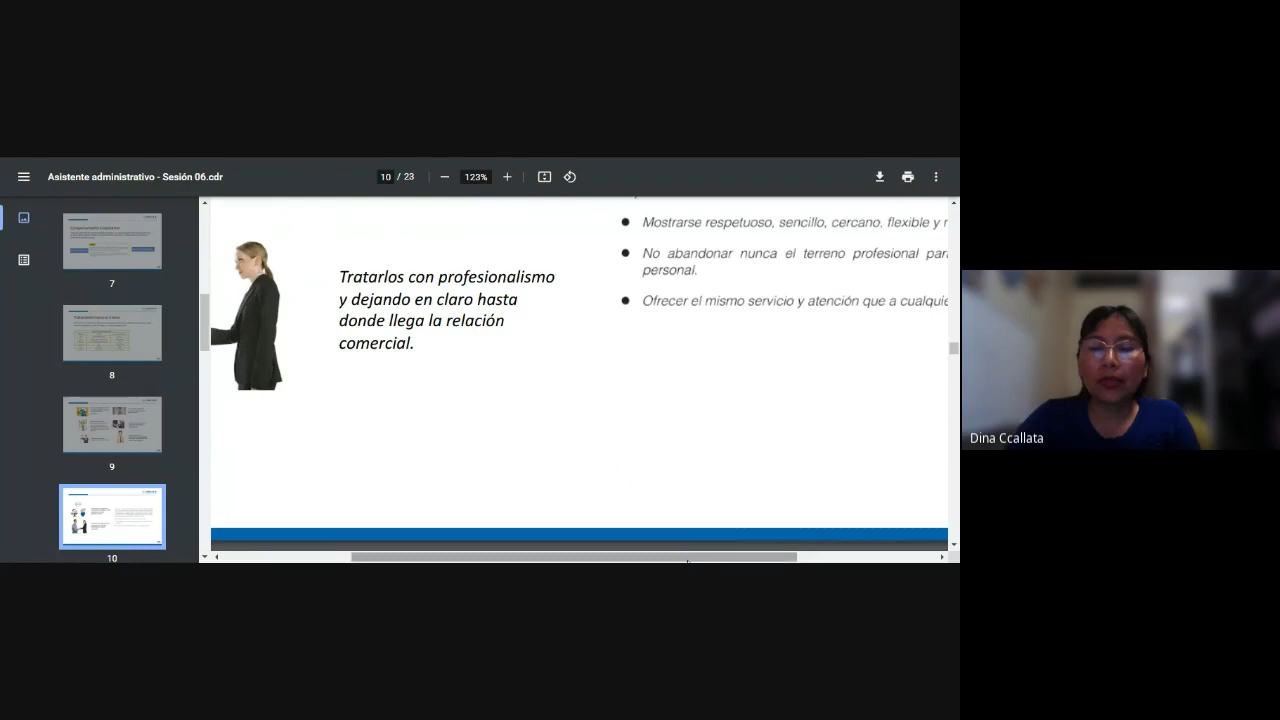 Asistente administrativo - Sesión 06.cdr
10 / 23
123%
7
8
9
10
Tratarlos con profesionalismo
y dejando en claro hasta
donde llega la relación
comercial.
Mostrarse respetuoso, sencillo, cercano, flexible y
No abandonar nunca el terreno profesional
personal.
Ofrecer el mismo servicio y atención que a
Dina Ccallata